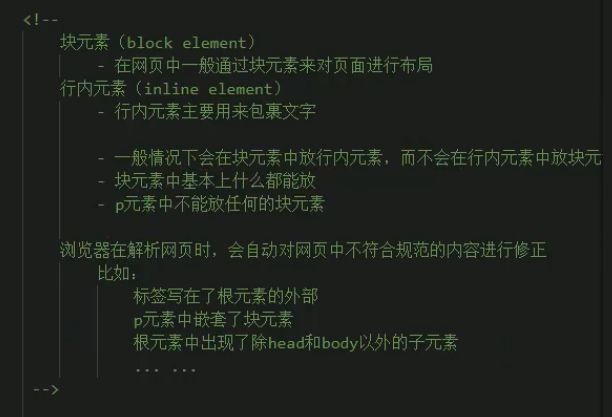 <!--
块元素（block element）
- 在网页中一般通过块元素来对页面进行布局
行内元素（inline element）
- 行内元素主要用来包裹文字
- 一般情况下会在块元素中放行内元素，而不会在行内元素中放块元
- 块元素中基本上什么都能放
- p元素中不能放任何的块元素
浏览器在解析网页时，会自动对网页中不符合规范的内容进行修正
比如：
标签写在了根元素的外部
p元素中嵌套了块元素
根元素中出现了除head和body以外的子元素
... ...
-->